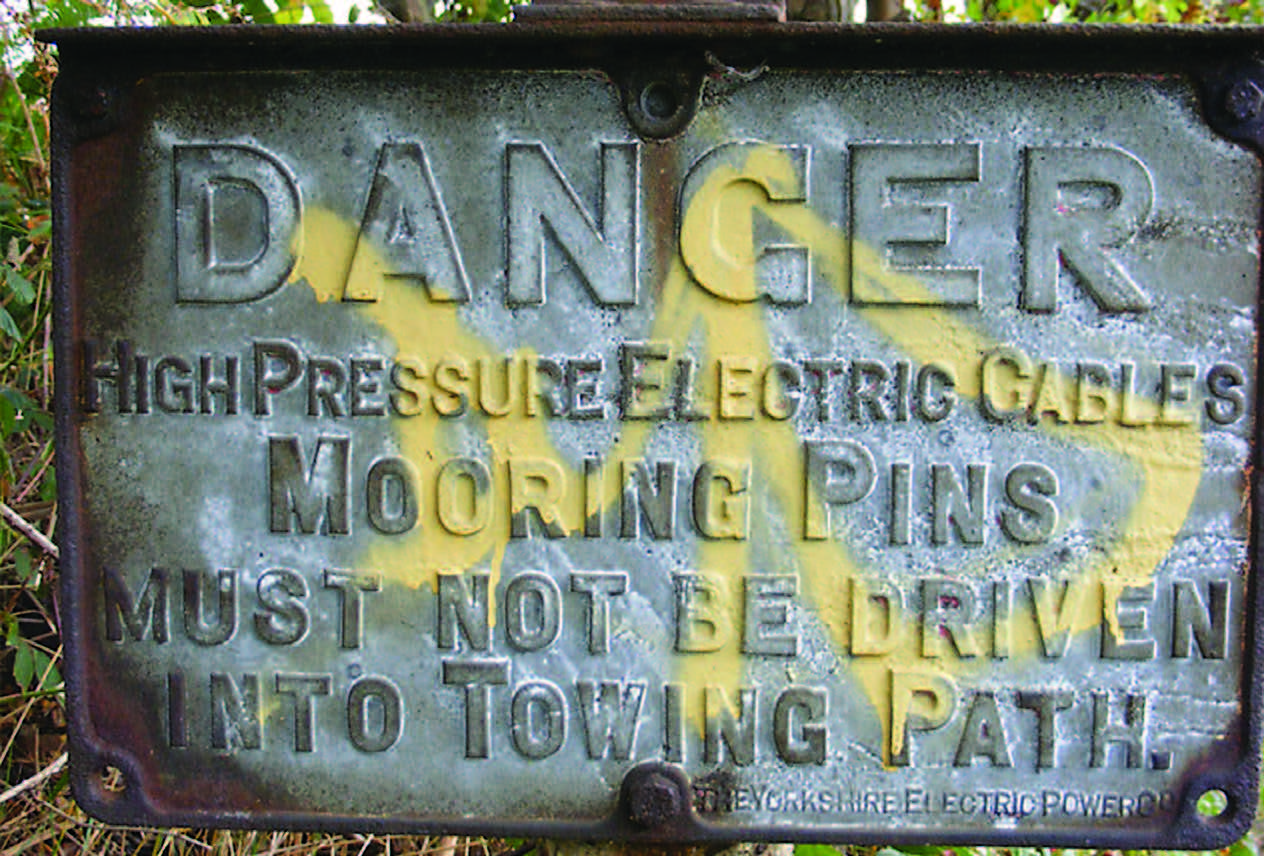 DANGER
HIGH PRESSURE ELECTRIC CABLES
MOORING PINS
MUST NOT BE DRIVEN
INTO TOWING PATH.
THE YORKSHIRE ELECTRIC POWER CO